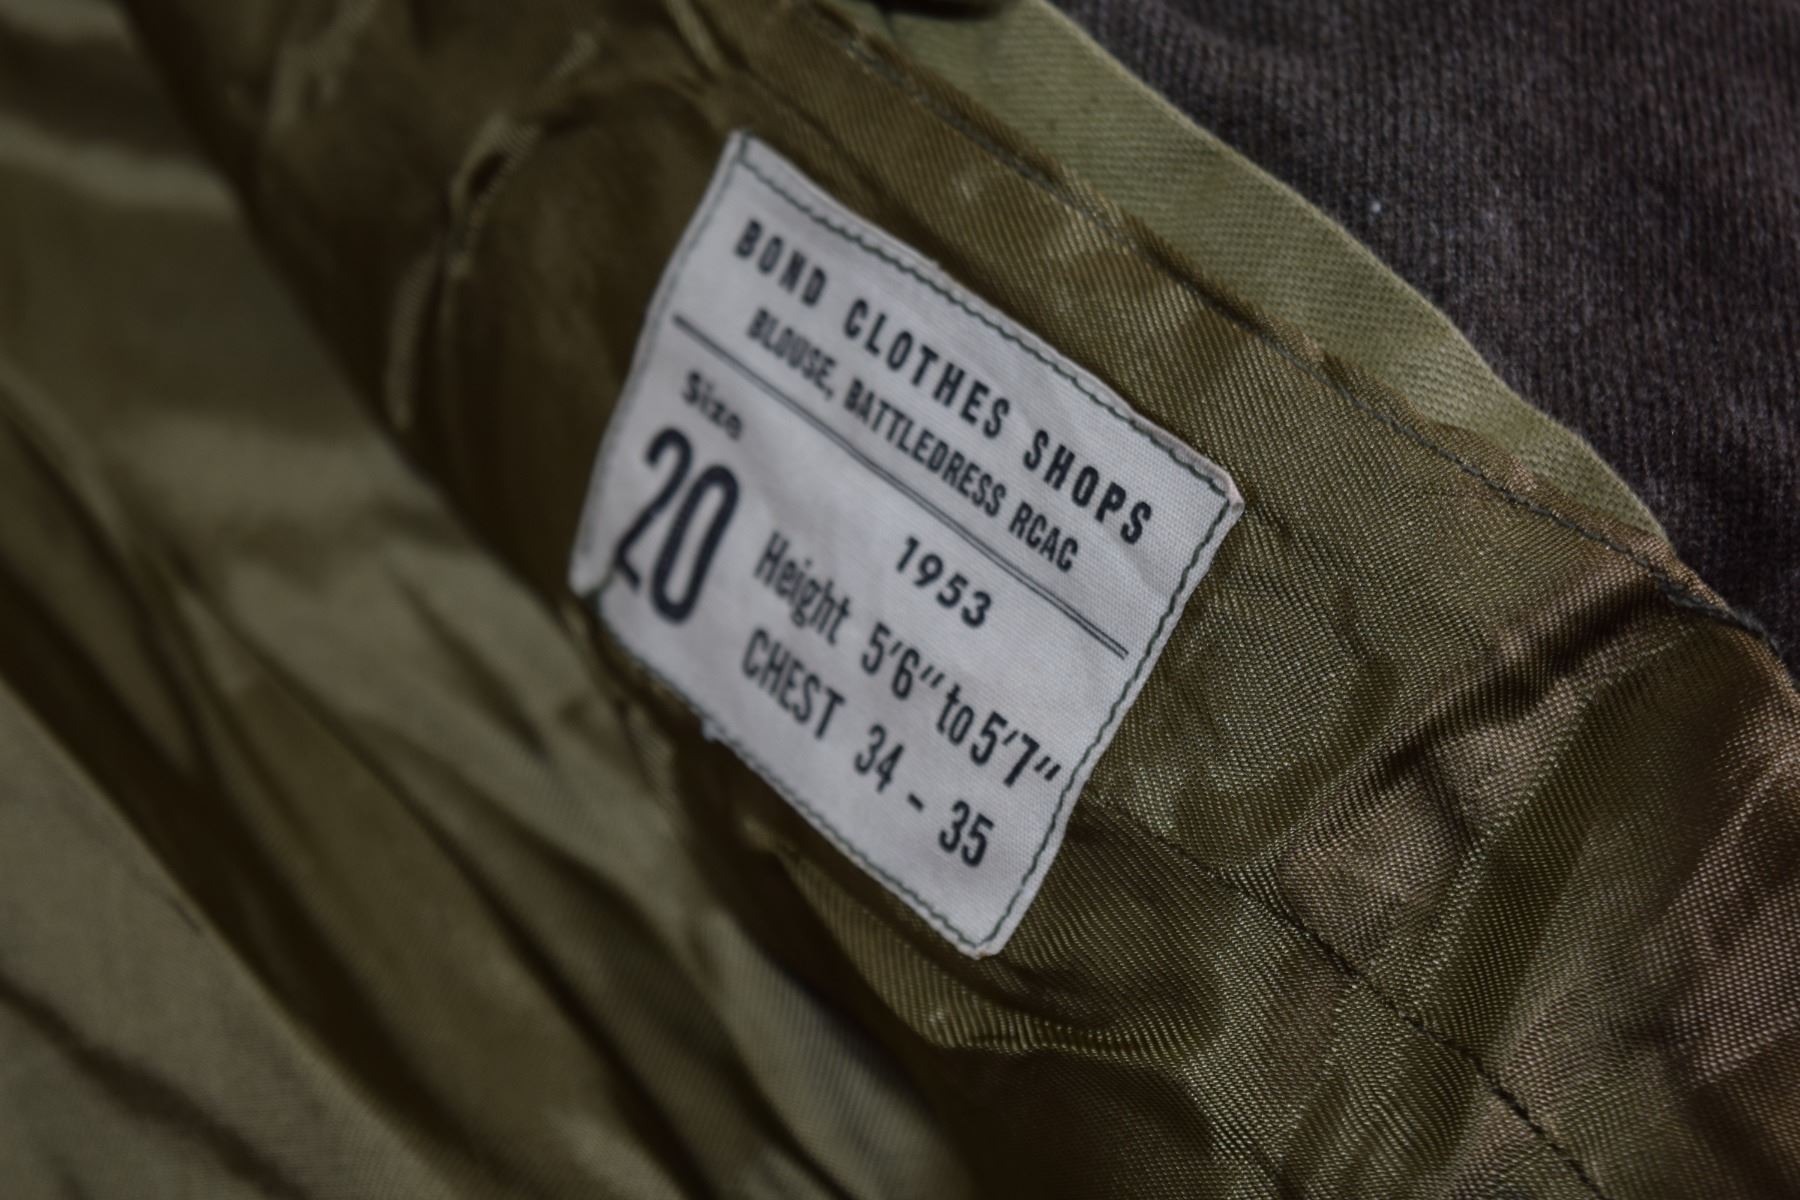 BOND CLOTHES SHOPS
BLOUSE, BATTLEDRESS RCAC
Size
20
1953
Height 5'6" to 5'7"
CHEST 34 - 35